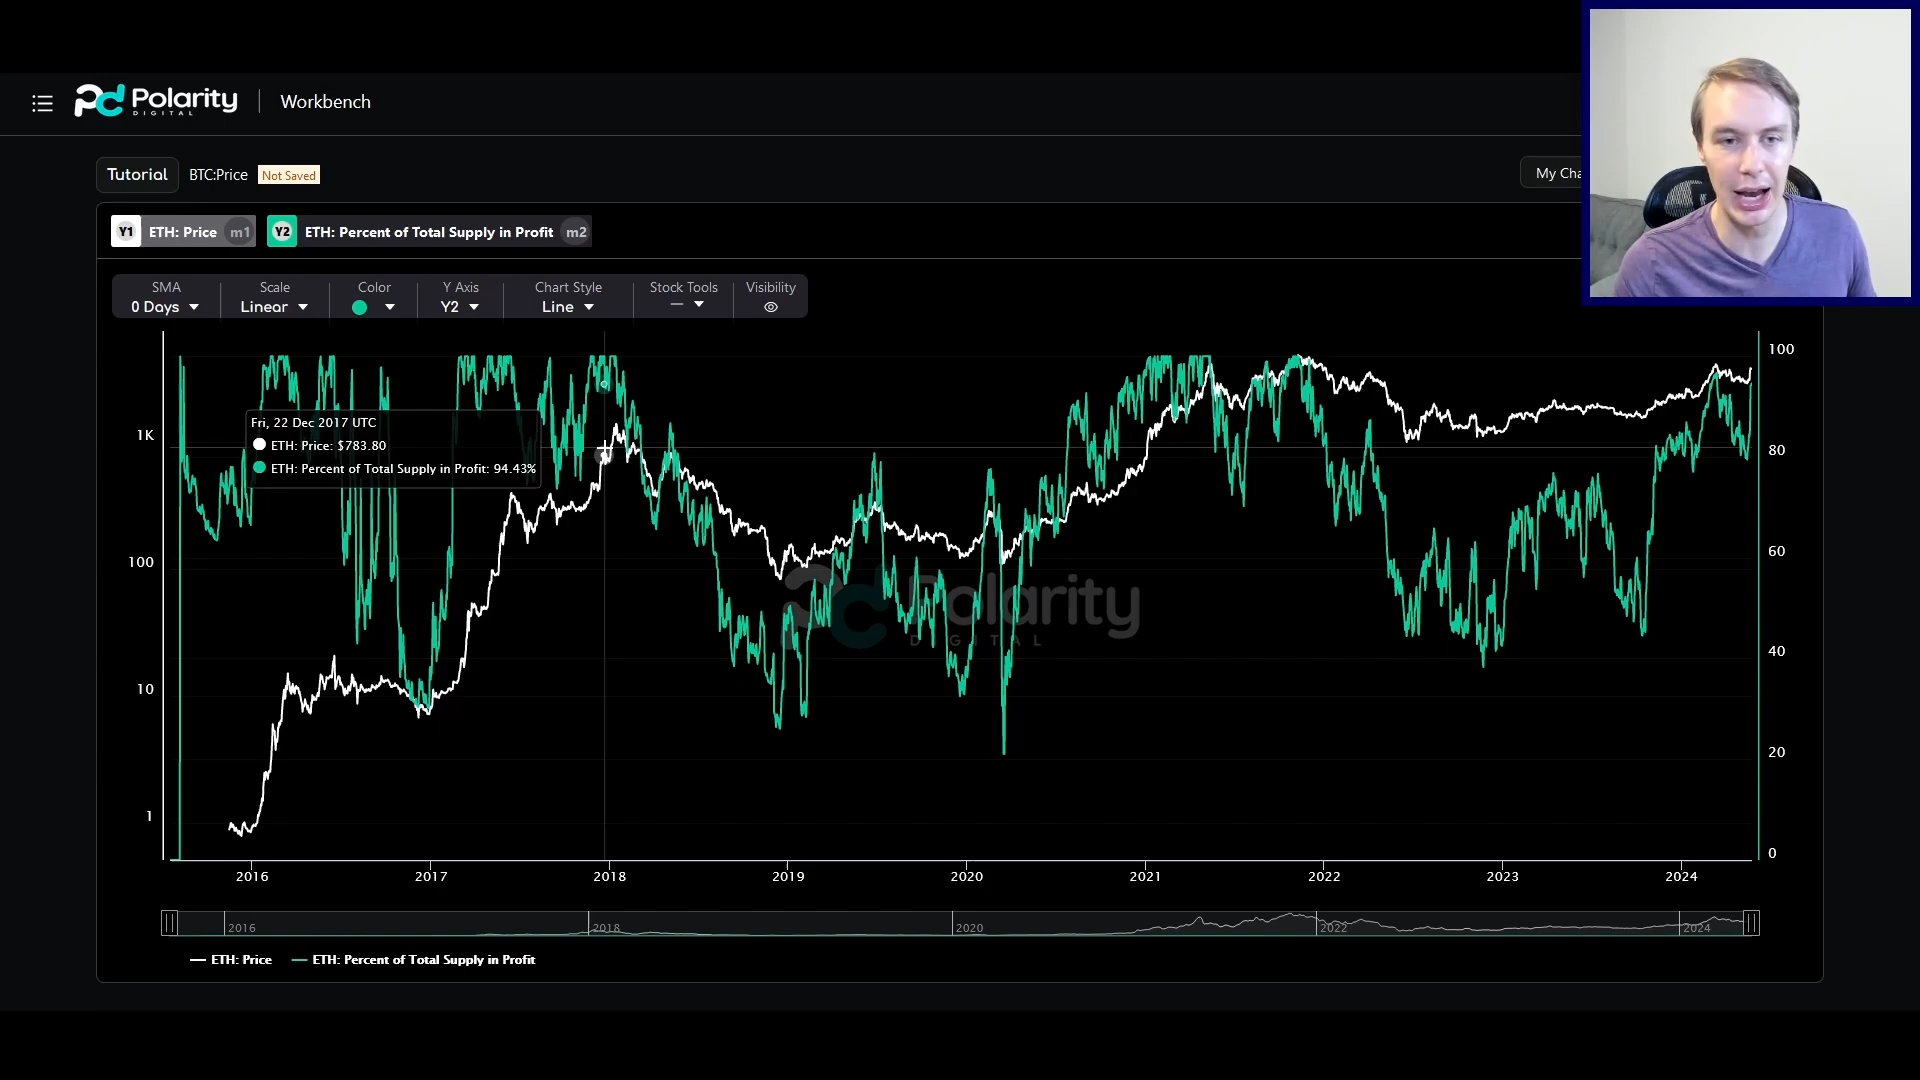 Polarity
DIGITAL
Workbench
Tutorial
BTC:Price
Not Saved
My Cha
Y1 ETH: Price m1
Y2 ETH: Percent of Total Supply in Profit m2
SMA
0 Days
Scale
Linear
Color
Y Axis
Y2
Chart Style
Line
Stock Tools
Visibility
Fri, 22 Dec 2017 UTC
ETH: Price: $783.80
ETH: Percent of Total Supply in Profit: 94.43%
1K
100
10
1
100
80
60
40
20
0
Polarity
DIGITAL
2016 2017 2018 2019 2020 2021 2022 2023 2024
2016 2018 2020 2022 2024
ETH: Price
ETH: Percent of Total Supply in Profit